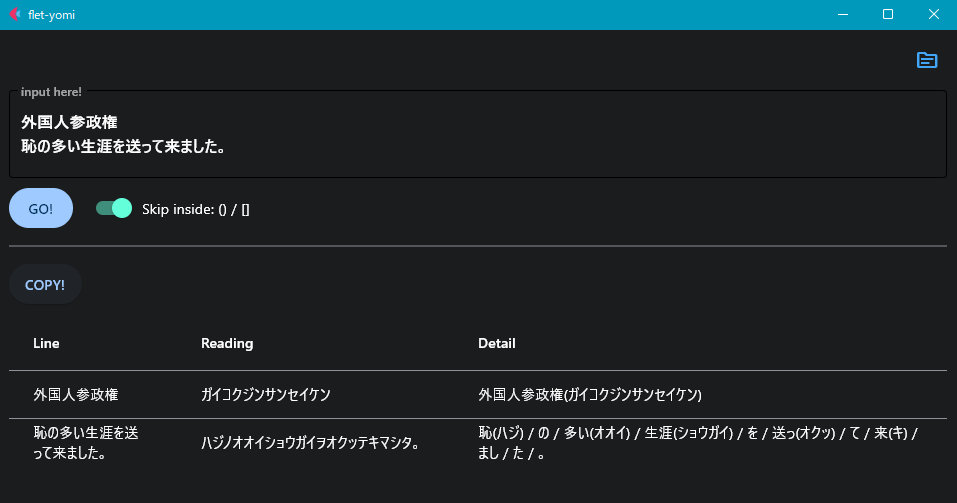 flet-yomi
input here!
外国人参政権
恥の多い生涯を送って来ました。
GO!
Skip inside: () / []
COPY!
Line Reading Detail
外国人参政権 ガイコクジンサンセイケン 外国人参政権(ガイコクジンサンセイケン)
恥の多い生涯を送
って来ました。
ハジノオオイショウガイヲオクッテキマシタ。
恥(ハジ) / の / 多い(オオイ) / 生涯(ショウガイ) / を / 送っ(オクッ) / て / 来(キ) /
まし / た / 。